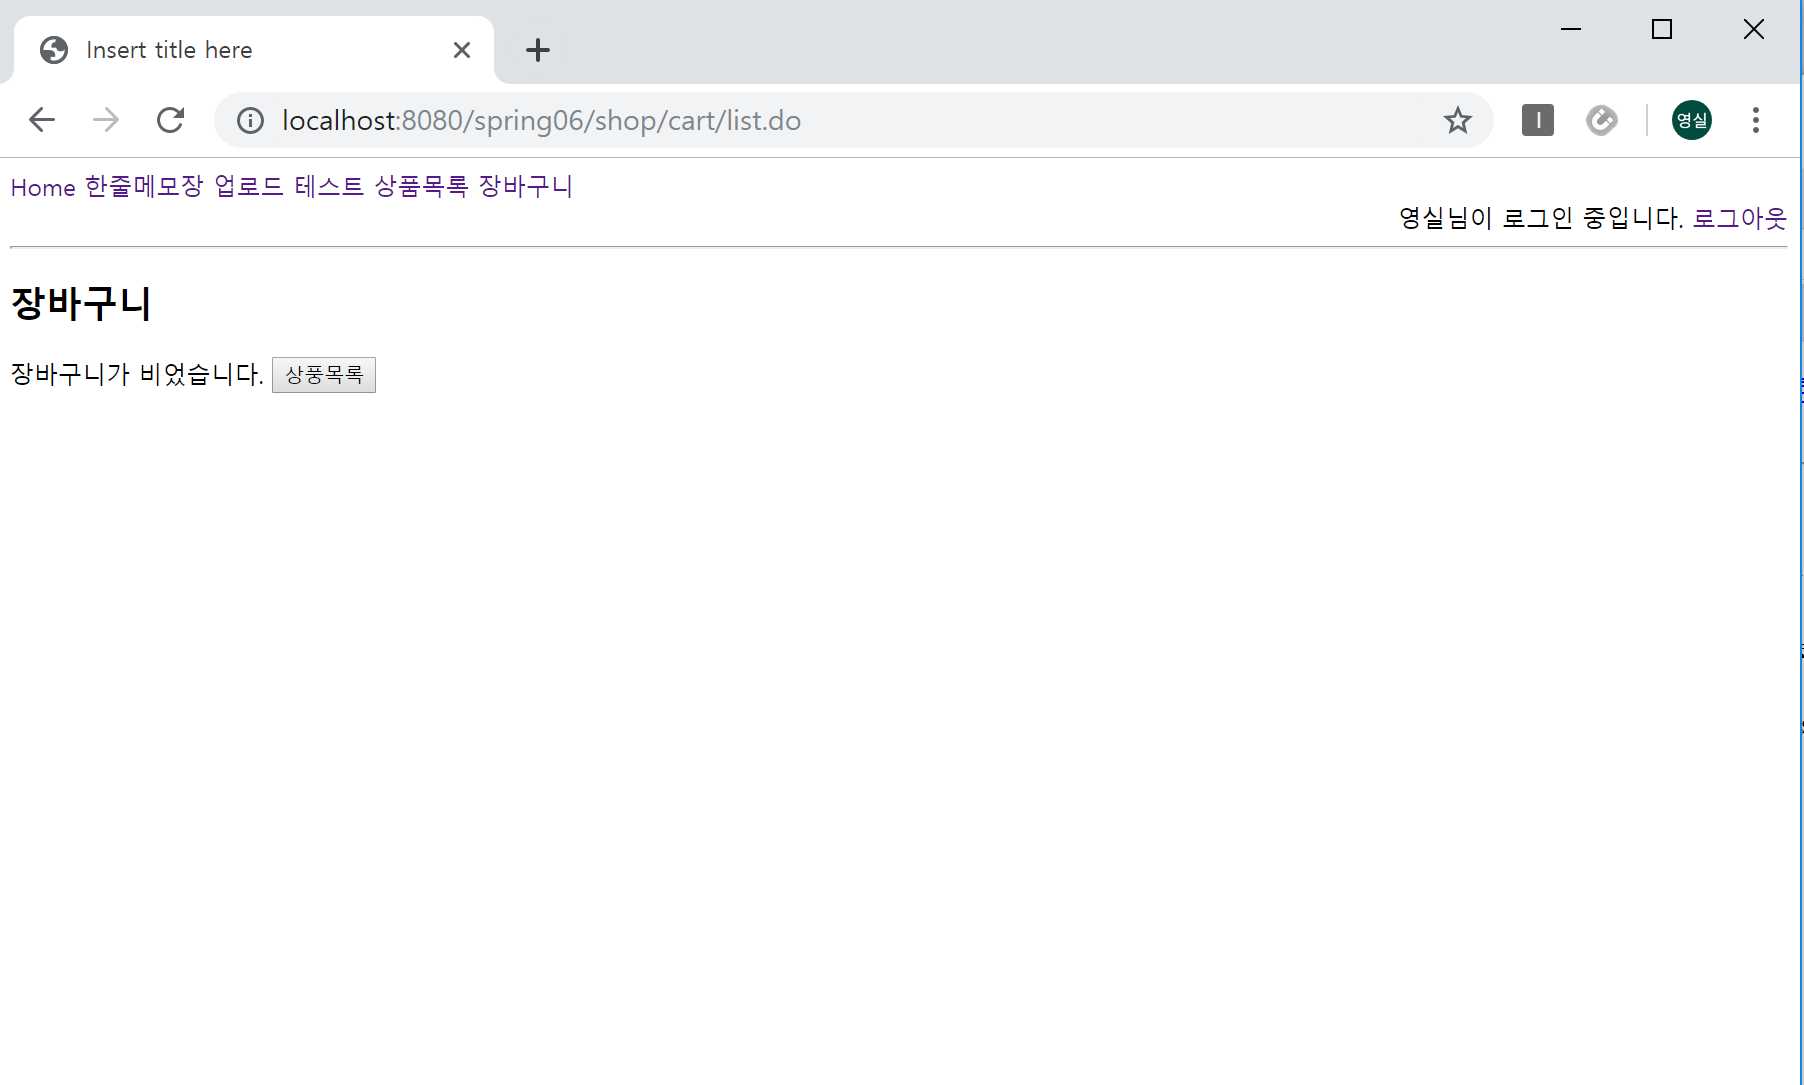 Insert title here
localhost:8080/spring06/shop/cart/list.do
영실
Home 한줄메모장 업로드 테스트 상품목록 장바구니
영실님이 로그인 중입니다. 로그아웃
장바구니
장바구니가 비었습니다. 상풍목록